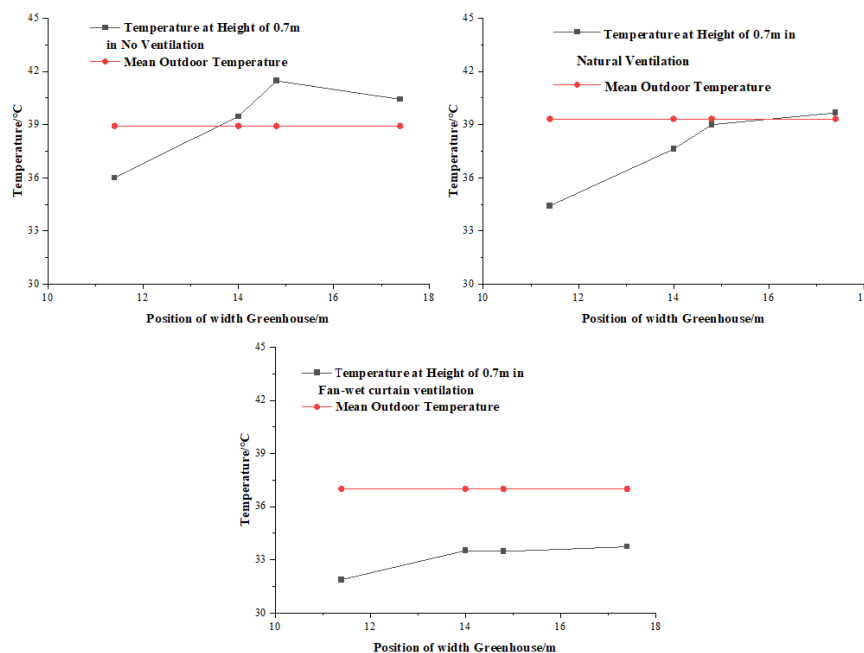 45
42
39
36
33
30
Temperature/°C
Temperature at Height of 0.7m
in No Ventilation
Mean Outdoor Temperature
10
12
14
16
18
Position of width Greenhouse/m
45
42
39
36
33
30
Temperature/°C
Temperature at Height of 0.7m in
Natural Ventilation
Mean Outdoor Temperature
10
12
14
16
18
Position of width Greenhouse/m
45
42
39
36
33
30
Temperature/°C
Temperature at Height of 0.7m in
Fan-wet curtain ventilation
Mean Outdoor Temperature
10
12
14
16
18
Position of width Greenhouse/m